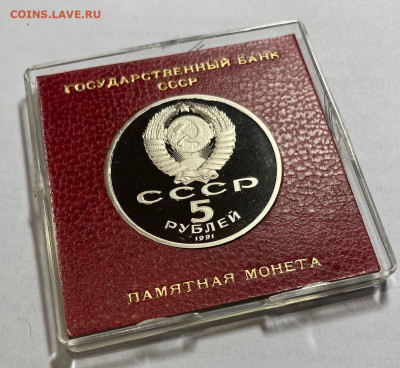 COINS.LAVE.RU
ГОСУДАРСТВЕННЫЙ БАНК
СССР
СССР
5
РУБЛЕЙ
1991
ПАМЯТНАЯ МОНЕТА